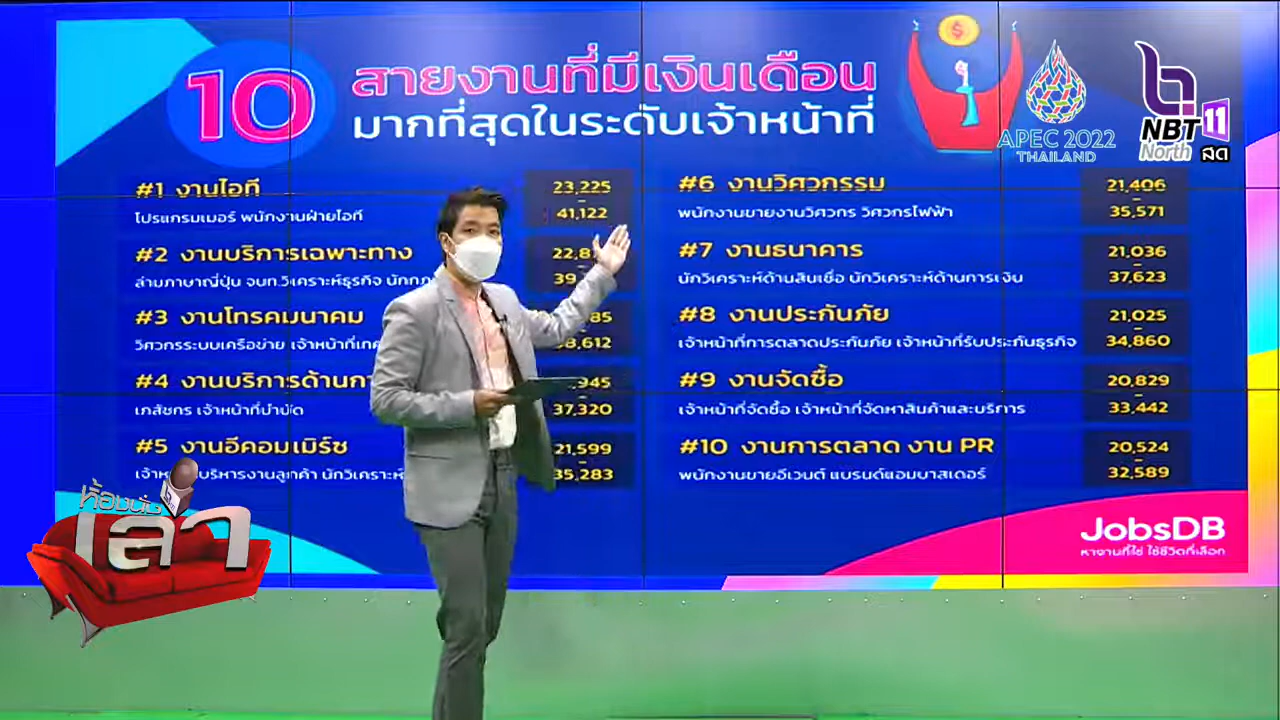 10 สายงานที่มีเงินเดือน
มากที่สุดในระดับเจ้าหน้าที่
APEC 2022
THAILAND
NBT 11
North สด
#1 งานไอที
โปรแกรมเมอร์ พนักงานฝ่ายไอที
23,225
-
41,122
#2 งานบริการเฉพาะทาง
ล่ามภาษาญี่ปุ่น จบท.วิเคราะห์ธุรกิจ
#3 งานโทรคมนาคม
วิศวกรระบบเครือข่าย
#4 งานบริการด้าน
เภสัชกร เจ้าหน้าที่บำบัด
37,320
#5 งานอีคอมเมิร์ซ
บริหารงานลูกค้า นักวิเคราะห์
21,599
-
35,283
#6 งานวิศวกรรม
พนักงานขายงานวิศวกร วิศวกรไฟฟ้า
21,406
-
35,571
#7 งานธนาคาร
นักวิเคราะห์ด้านสินเชื่อ นักวิเคราะห์ด้านการเงิน
21,036
-
37,623
#8 งานประกันภัย
เจ้าหน้าที่การตลาดประกันภัย เจ้าหน้าที่รับประกันธุรกิจ
21,025
-
34,860
#9 งานจัดซื้อ
เจ้าหน้าที่จัดซื้อ เจ้าหน้าที่จัดหาสินค้าและบริการ
20,829
-
33,442
#10 งานการตลาด งาน PR
พนักงานขายอีเวนต์ แบรนด์แอมบาสเดอร์
20,524
-
32,589
JobsDB
หางานที่ใช่ ใช้ชีวิตที่เลือก
ห้องนั่ง
เล่า